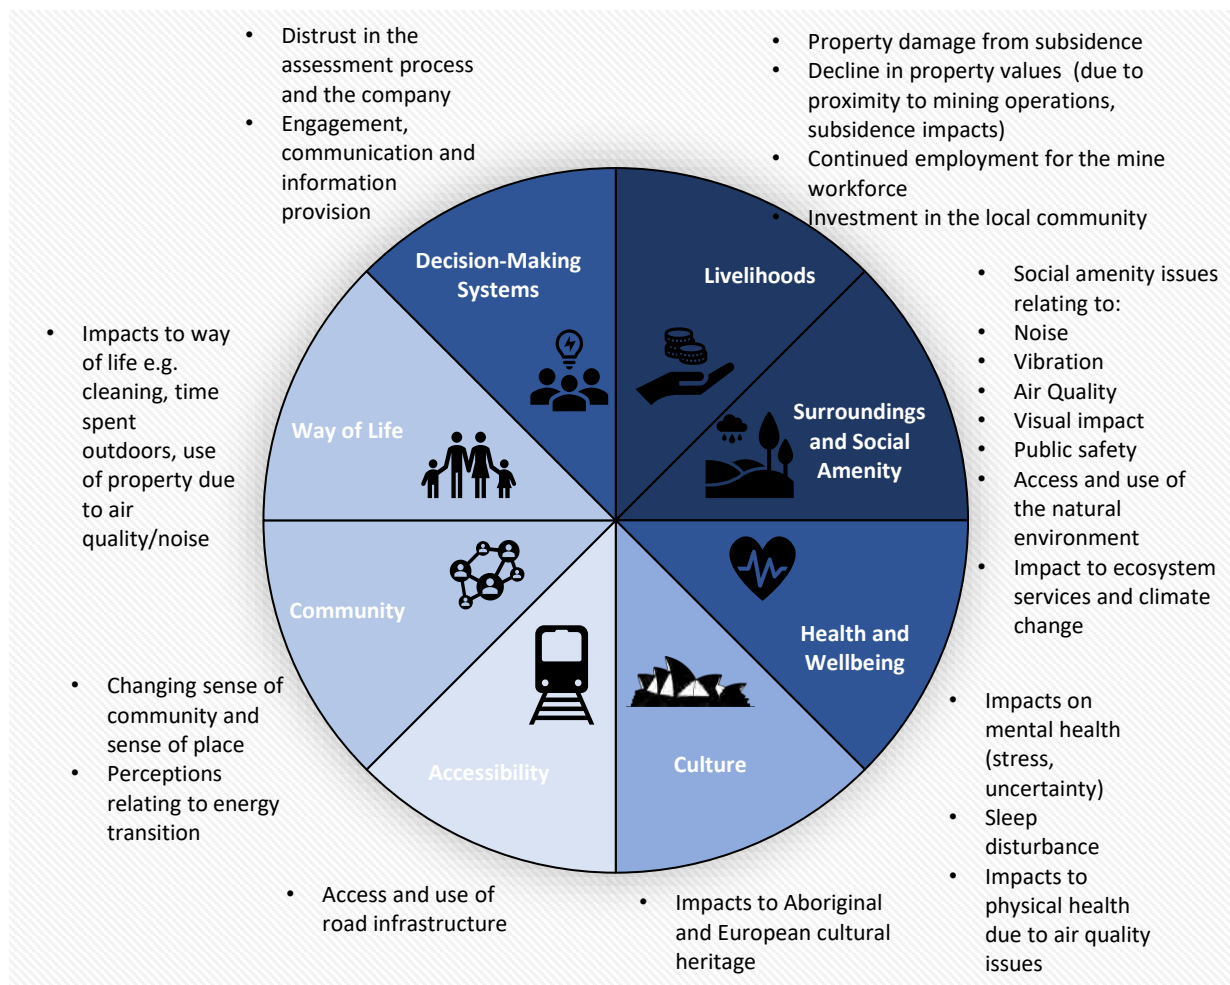 • Distrust in the
assessment process
and the company
• Engagement,
communication and
information
provision
• Property damage from subsidence
• Decline in property values  (due to
proximity to mining operations,
subsidence impacts)
• Continued employment for the mine
workforce
• Investment in the local community
Decision-Making
Systems
Livelihoods
• Social amenity issues
relating to:
• Noise
• Vibration
• Air Quality
• Visual impact
• Public safety
• Access and use of
the natural
environment
• Impact to ecosystem
services and climate
change
• Impacts to way
of life e.g.
cleaning, time
spent
outdoors, use
of property due
to air
quality/noise
Way of Life
Surroundings
and Social
Amenity
Community
Health and
Wellbeing
Accessibility
Culture
• Changing sense of
community and
sense of place
• Perceptions
relating to energy
transition
• Impacts on
mental health
(stress,
uncertainty)
• Sleep
disturbance
• Impacts to
physical health
due to air quality
issues
• Access and use of
road infrastructure
• Impacts to Aboriginal
and European cultural
heritage